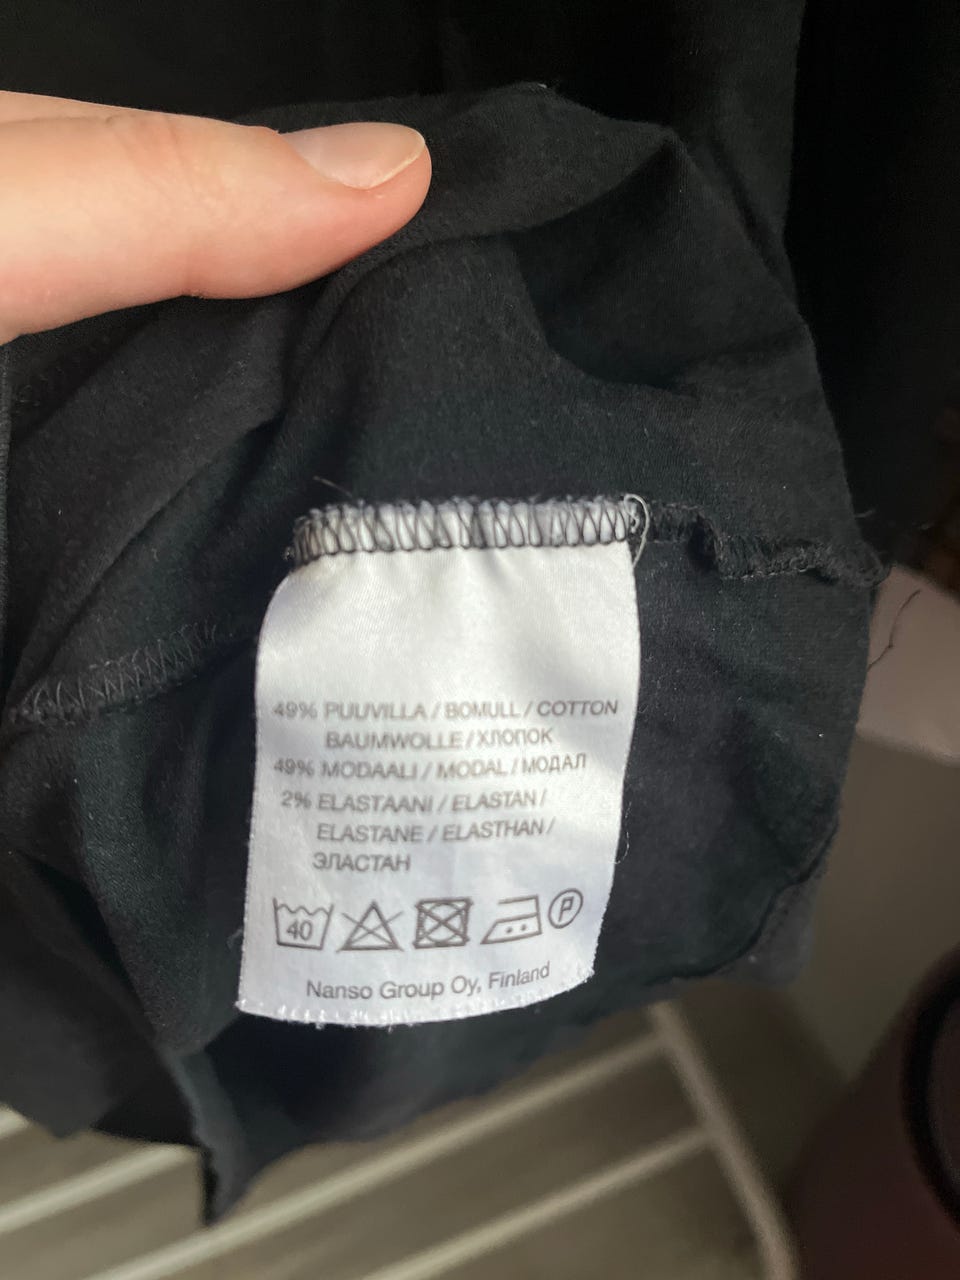 49% PUUVILLA / BOMULL / COTTON
BAUMWOLLE / ХЛОПОК
49% MODAALI / MODAL / МОДАЛ
2% ELASTAANI / ELASTAN /
ELASTANE / ELASTHAN /
ЭЛАСТАН
40 P
Nanso Group Oy, Finland